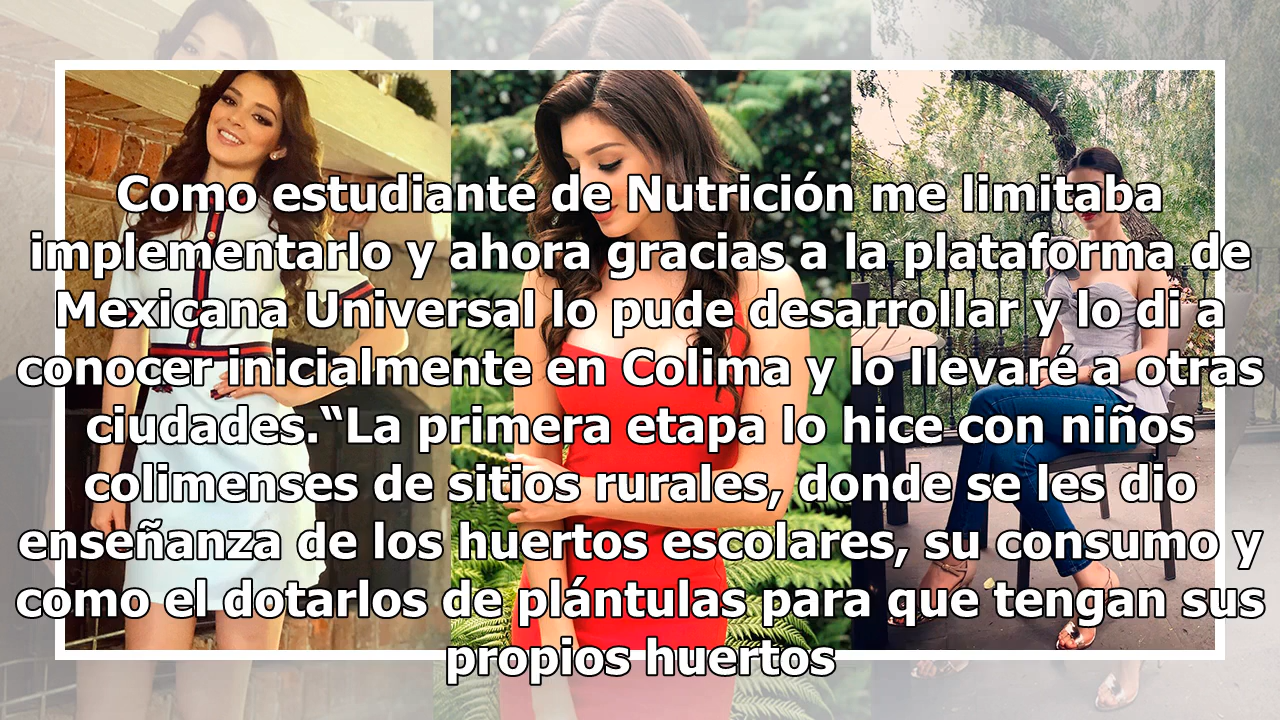 Como estudiante de Nutrición me limitaba
implementarlo y ahora gracias a la plataforma de
Mexicana Universal lo pude desarrollar y lo di a
conocer inicialmente en Colima y lo llevaré a otras
ciudades.“La primera etapa lo hice con niños
colimenses de sitios rurales, donde se les dio
enseñanza de los huertos escolares, su consumo y
como el dotarlos de plántulas para que tengan sus
propios huertos